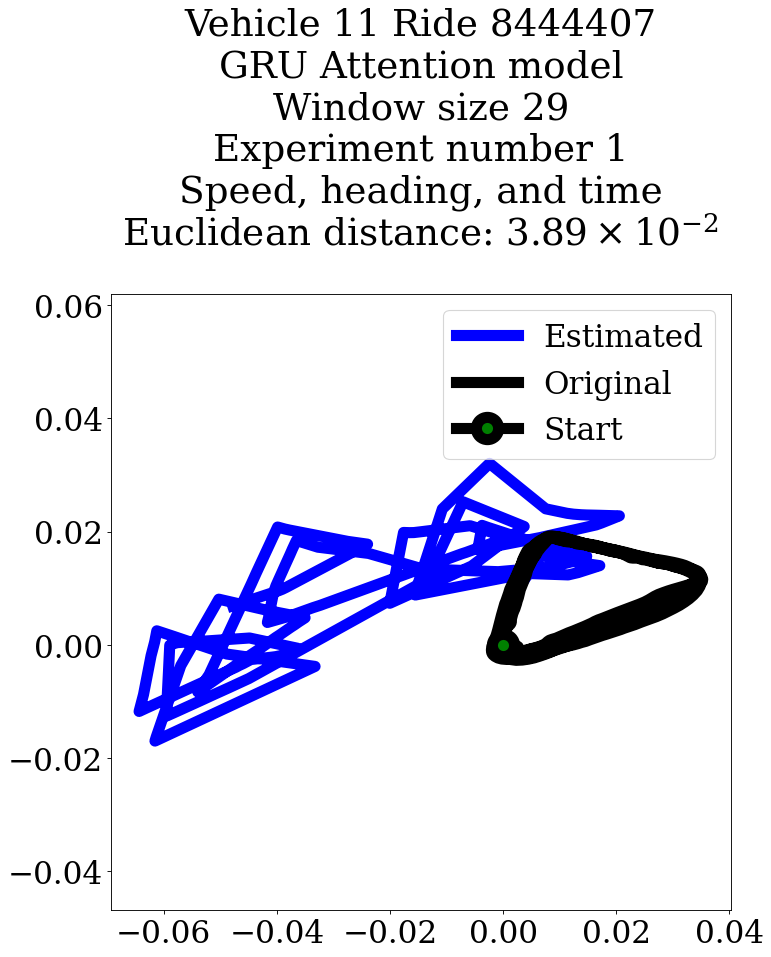 Vehicle 11 Ride 8444407
GRU Attention model
Window size 29
Experiment number 1
Speed, heading, and time
Euclidean distance: 3.89 × 10⁻²
0.06
Estimated
Original
Start
0.04
0.02
0.00
−0.02
−0.04
−0.06 −0.04 −0.02 0.00 0.02 0.04